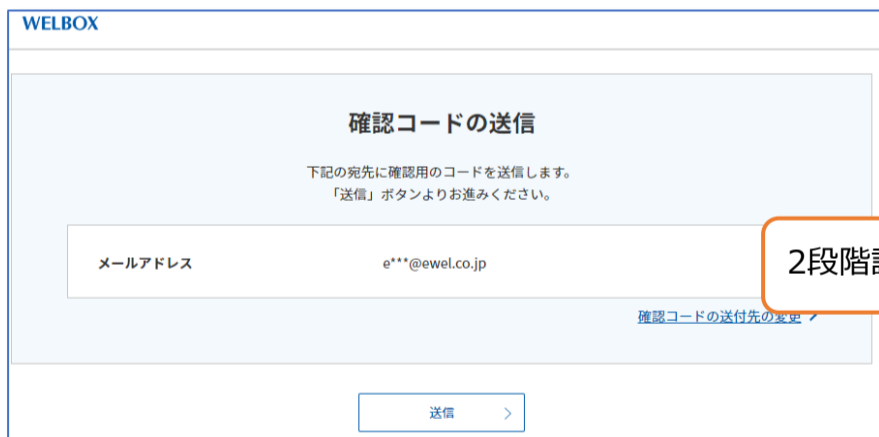 WELBOX
確認コードの送信
下記の宛先に確認用のコードを送信します。
「送信」ボタンよりお進みください。
メールアドレス
e***@ewel.co.jp
2段階
確認コードの送付先の変更
送信